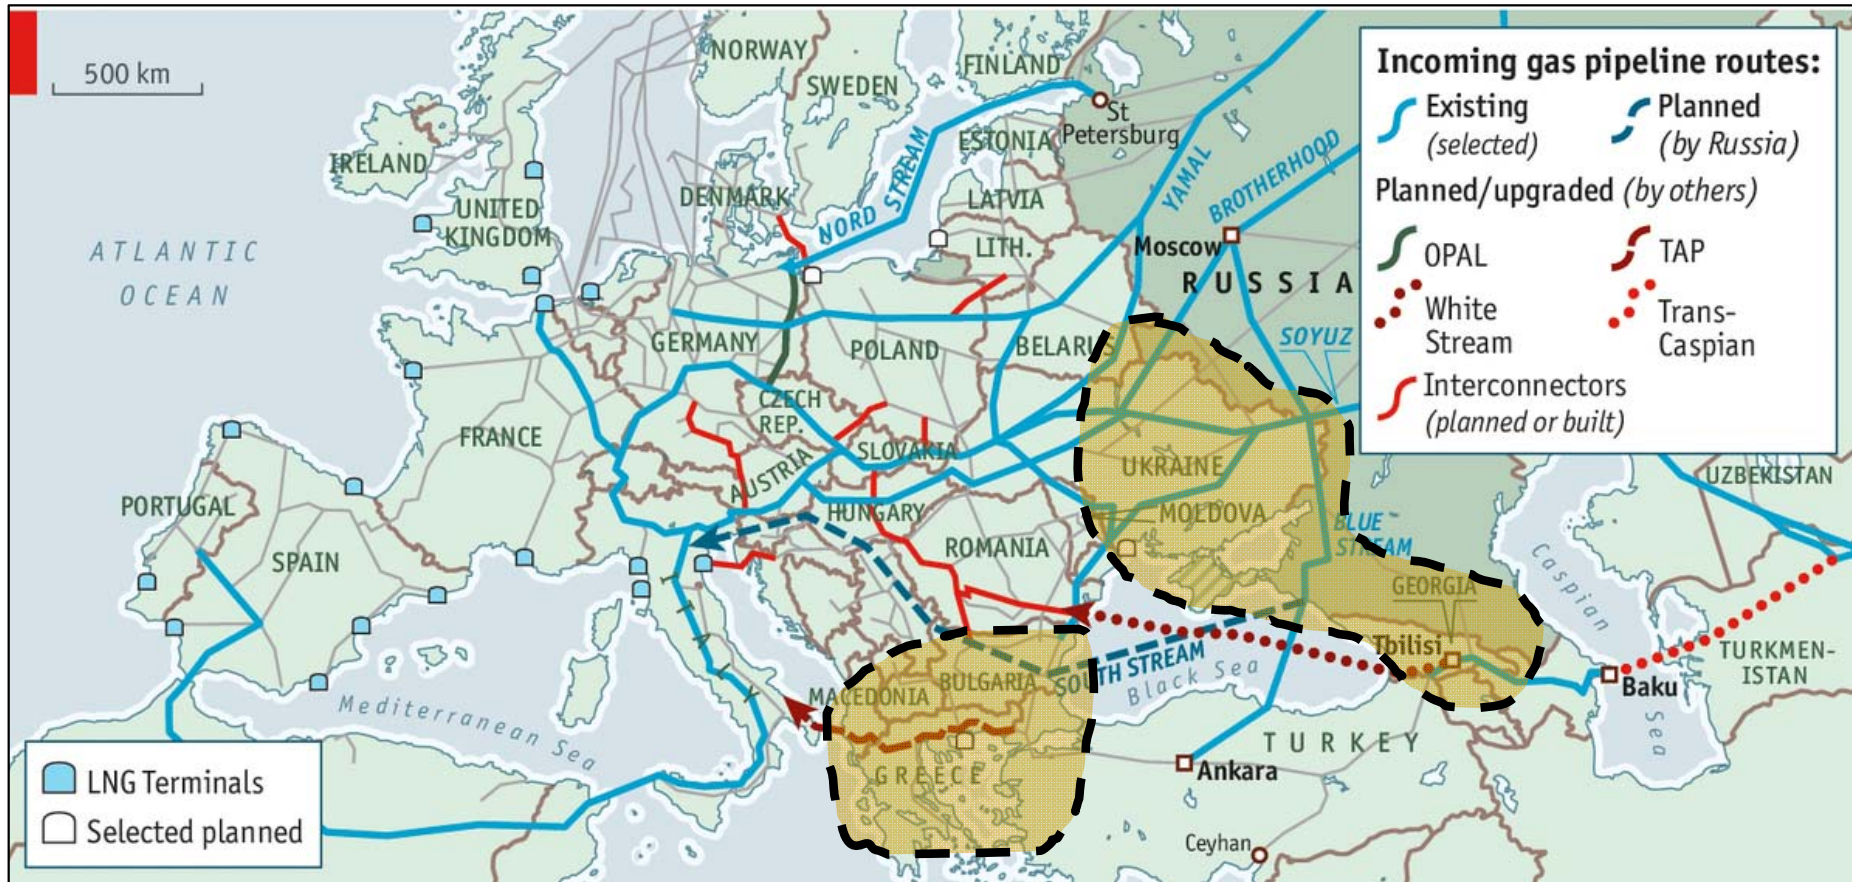 500 km
NORWAY
SWEDEN
FINLAND
St
Petersburg
ESTONIA
LATVIA
LITH.
IRELAND
UNITED
KINGDOM
DENMARK
NORD STREAM
YAMAL
BROTHERHOOD
Moscow
RUSSIA
ATLANTIC
OCEAN
GERMANY
POLAND
BELARUS
SOYUZ
CZECH
REP.
FRANCE
SLOVAKIA
AUSTRIA
UKRAINE
HUNGARY
MOLDOVA
ROMANIA
BLUE
STREAM
PORTUGAL
SPAIN
ITALY
GEORGIA
Tbilisi
Caspian
Sea
UZBEKISTAN
TURKMEN-
ISTAN
Baku
MACEDONIA
BULGARIA
SOUTH STREAM
Black Sea
Mediterranean Sea
GREECE
TURKEY
Ankara
Ceyhan
Incoming gas pipeline routes:
Existing
(selected)
Planned
(by Russia)
Planned/upgraded (by others)
OPAL
TAP
White
Stream
Trans-
Caspian
Interconnectors
(planned or built)
LNG Terminals
Selected planned